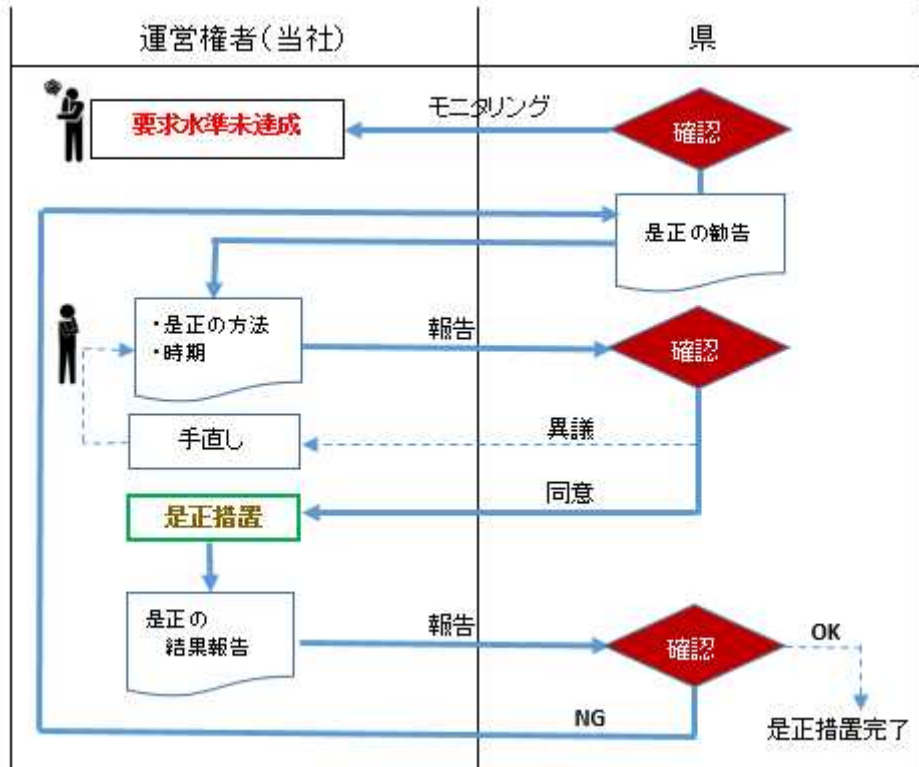 運営権者(当社)
県
要求水準未達成
モニタリング
確認
是正の勧告
・是正の方法
・時期
報告
確認
手直し
異議
是正措置
同意
是正の
結果報告
報告
確認
OK
NG
是正措置完了